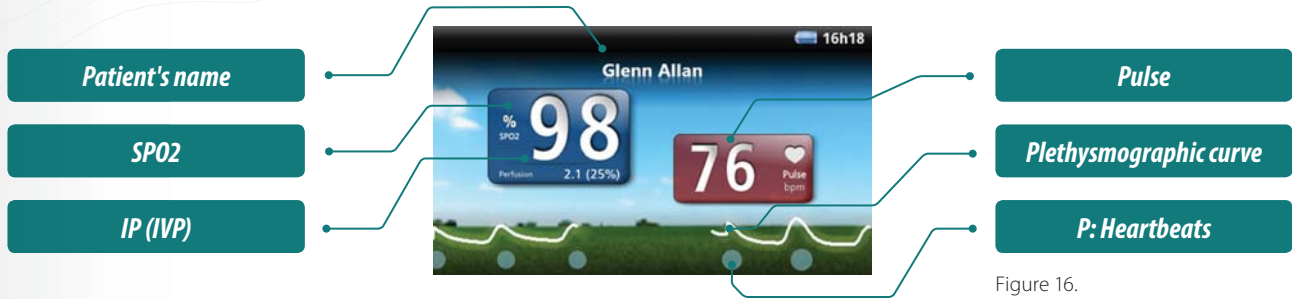 Patient's name
SPO2
IP (IVP)
16h18
Glenn Allan
% SPO2
98
Perfusion 2.1 (25%)
76
Pulse
bpm
Pulse
Plethysmographic curve
P: Heartbeats
Figure 16.